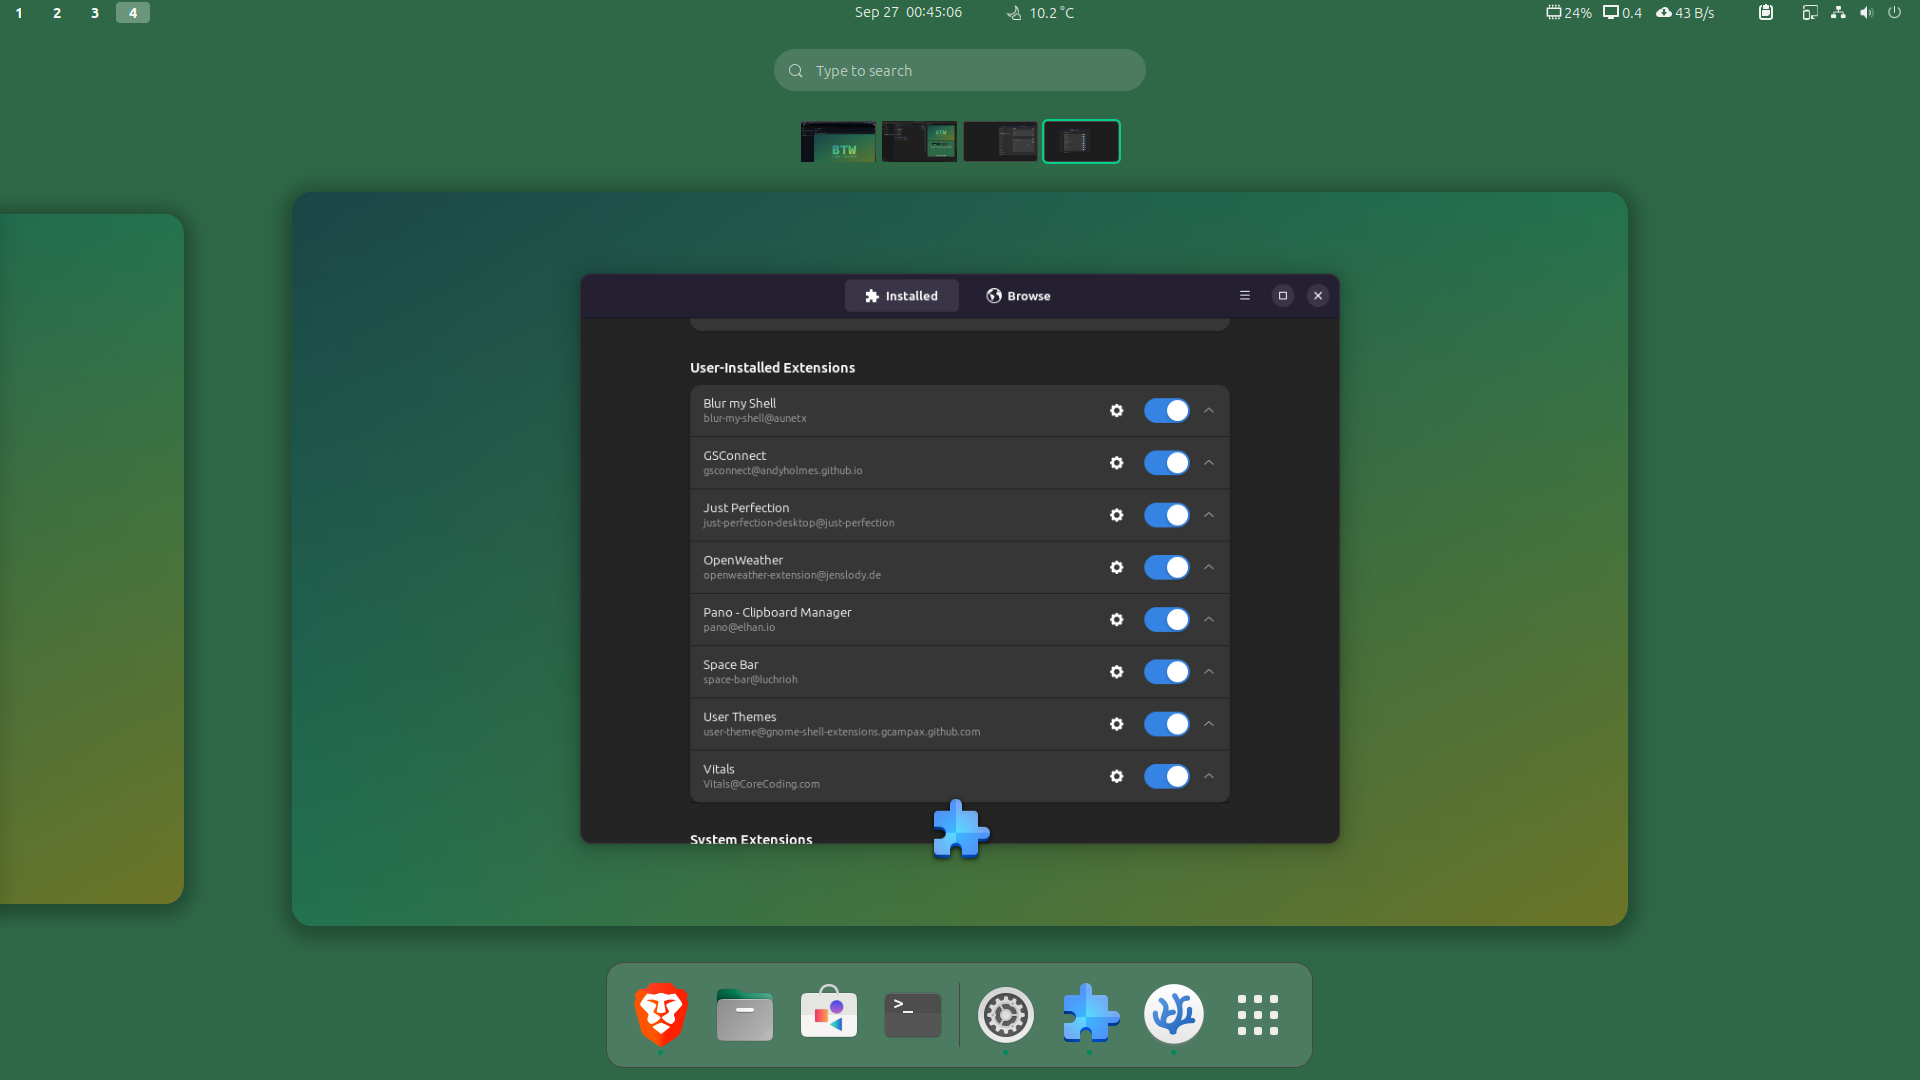 1 2 3 4 Sep 27 00:45:06 10.2 °C 24% 0.4 43 B/s
Type to search
BTW
BTW
Installed Browse
User-Installed Extensions
Blur my Shell
blur-my-shell@aunetx
GSConnect
gsconnect@andyholmes.github.io
Just Perfection
just-perfection-desktop@just-perfection
OpenWeather
openweather-extension@jenslody.de
Pano - Clipboard Manager
pano@elhan.io
Space Bar
space-bar@luchrioh
User Themes
user-theme@gnome-shell-extensions.gcampax.github.com
Vitals
Vitals@CoreCoding.com
System Extensions
>_